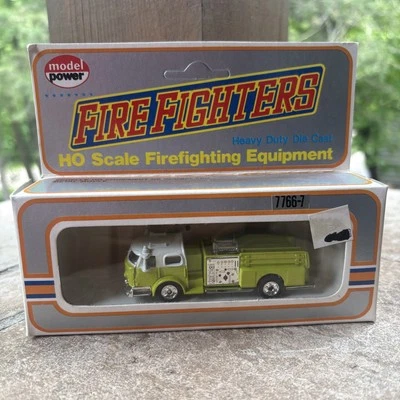 model
power
FIRE FIGHTERS
Heavy Duty Die Cast
HO Scale Firefighting Equipment
7766-7